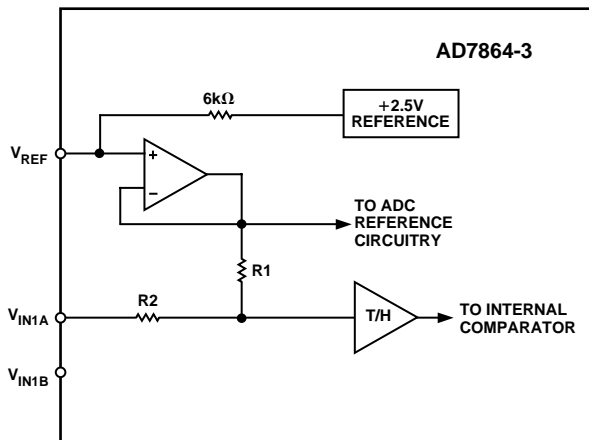 AD7864-3
6kΩ
+2.5V
REFERENCE
VREF
+
−
TO ADC
REFERENCE
CIRCUITRY
R1
R2
VIN1A
T/H
TO INTERNAL
COMPARATOR
VIN1B